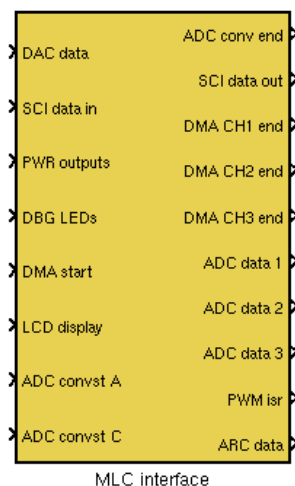 DAC data
SCI data in
PWR outputs
DBG LEDs
DMA start
LCD display
ADC convst A
ADC convst C
ADC conv end
SCI data out
DMA CH1 end
DMA CH2 end
DMA CH3 end
ADC data 1
ADC data 2
ADC data 3
PWM isr
ARC data
MLC interface